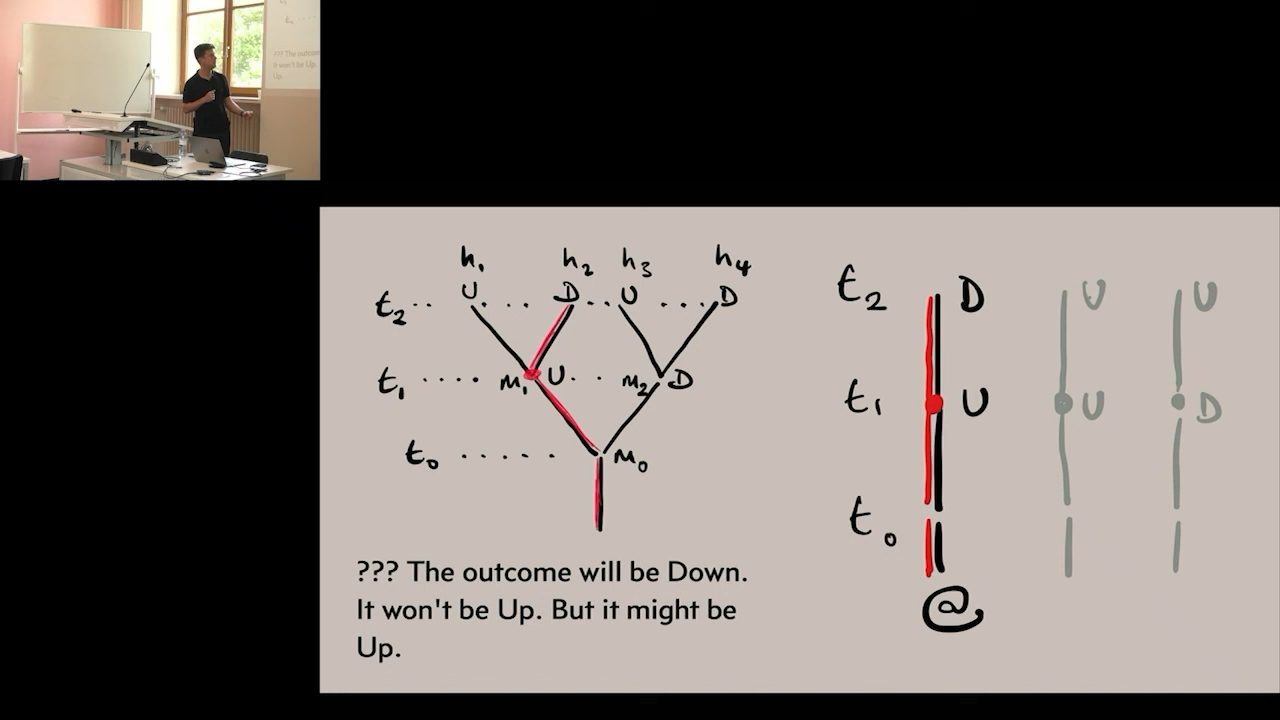 h₁ h₂ h₃ h₄
t₂ U D U D
t₁ m₁ U m₂ D
t₀ m₀
??? The outcome will be Down.
It won't be Up. But it might be
Up.
t₂ D U U
t₁ U U D
t₀
@